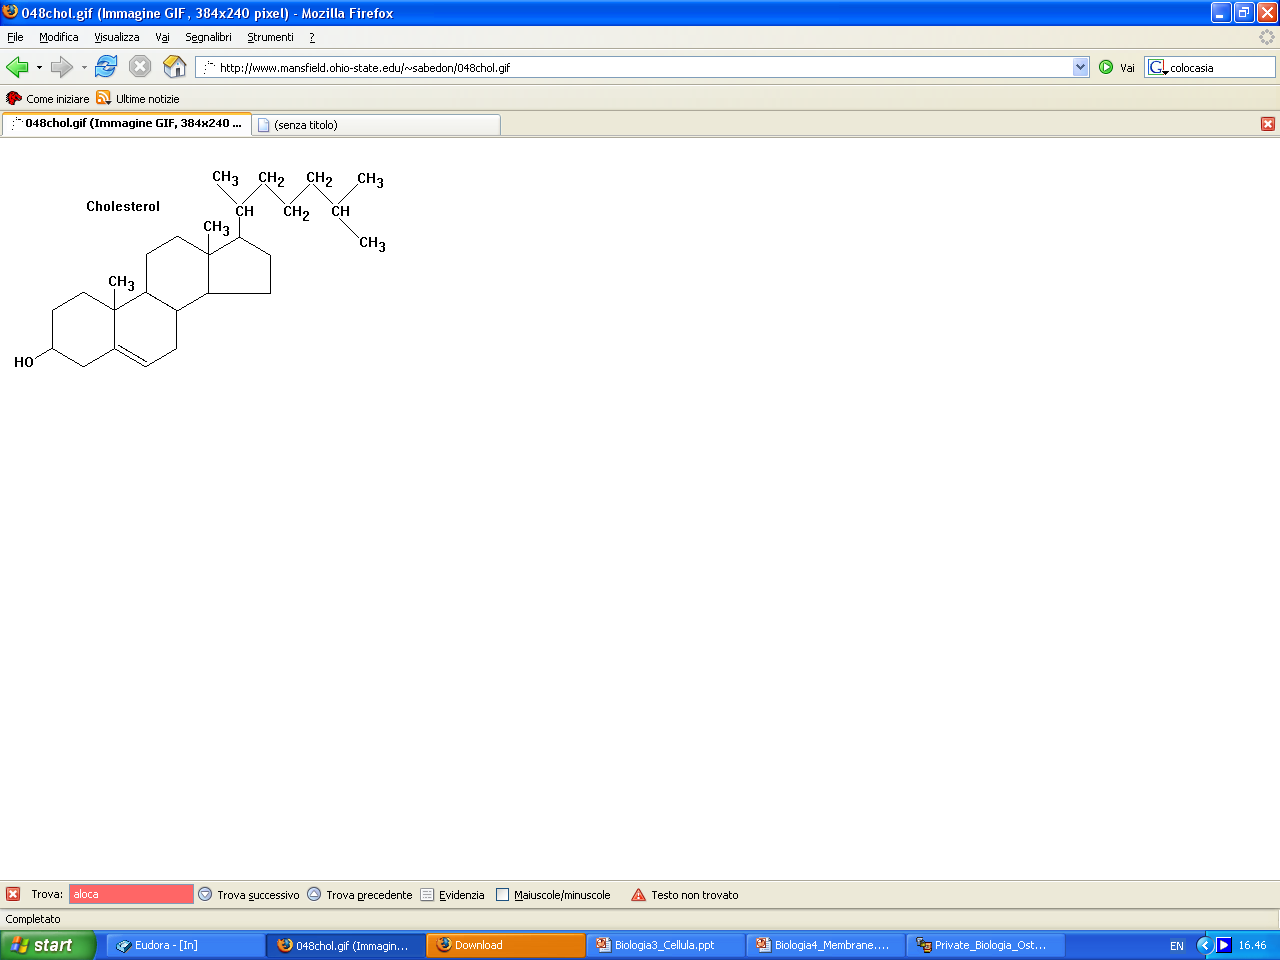 048chol.gif (Immagine GIF, 384x240 pixel) - Mozilla Firefox
File Modifica Visualizza Vai Segnalibri Strumenti ?
http://www.mansfield.ohio-state.edu/~sabedon/048chol.gif Vai G colocasia
Come iniziare Ultime notizie
048chol.gif (Immagine GIF, 384x240 ... (senza titolo)
CH3 CH2 CH2 CH3
Cholesterol CH CH2 CH
CH3
CH3
CH3
HO
Trova: aloca Trova successivo Trova precedente Evidenzia Maiuscole/minuscole Testo non trovato
Completato
start Eudora - [In] 048chol.gif (Immagin... Download Biologia3_Cellula.ppt Biologia4_Membrane.... Private_Biologia_Ost... EN 16.46